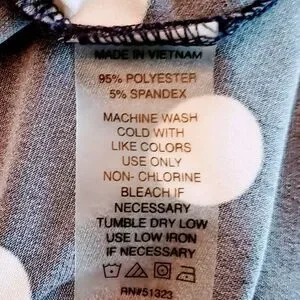 MADE IN VIETNAM
95% POLYESTER
5% SPANDEX
MACHINE WASH
COLD WITH
LIKE COLORS
USE ONLY
NON- CHLORINE
BLEACH IF
NECESSARY
TUMBLE DRY LOW
USE LOW IRON
IF NECESSARY
RN#51323